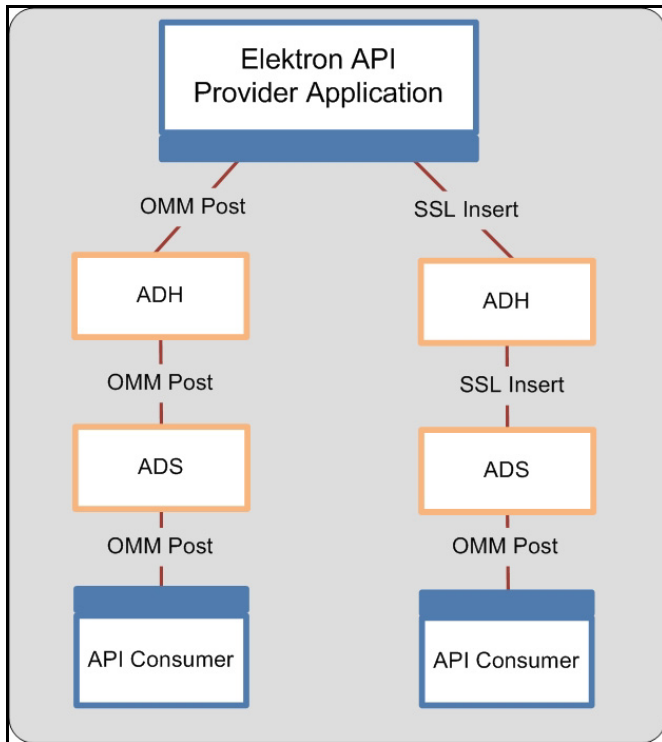 Elektron API
Provider Application
OMM Post
SSL Insert
ADH
ADH
OMM Post
SSL Insert
ADS
ADS
OMM Post
OMM Post
API Consumer
API Consumer